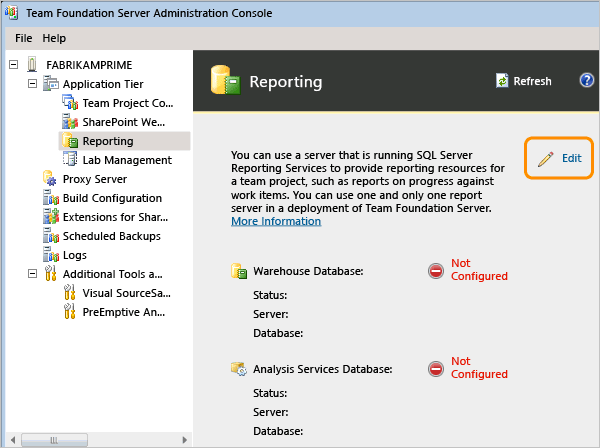 Team Foundation Server Administration Console
File Help
FABRIKAMPRIME
Application Tier
Team Project Co...
SharePoint We...
Reporting
Lab Management
Proxy Server
Build Configuration
Extensions for Shar...
Scheduled Backups
Logs
Additional Tools a...
Visual SourceSa...
PreEmptive An...
Reporting
Refresh
?
You can use a server that is running SQL Server
Reporting Services to provide reporting resources for
a team project, such as reports on progress against
work items. You can use one and only one report
server in a deployment of Team Foundation Server.
More Information
Edit
Warehouse Database:
Not
Configured
Status:
Server:
Database:
Analysis Services Database:
Not
Configured
Status:
Server:
Database: